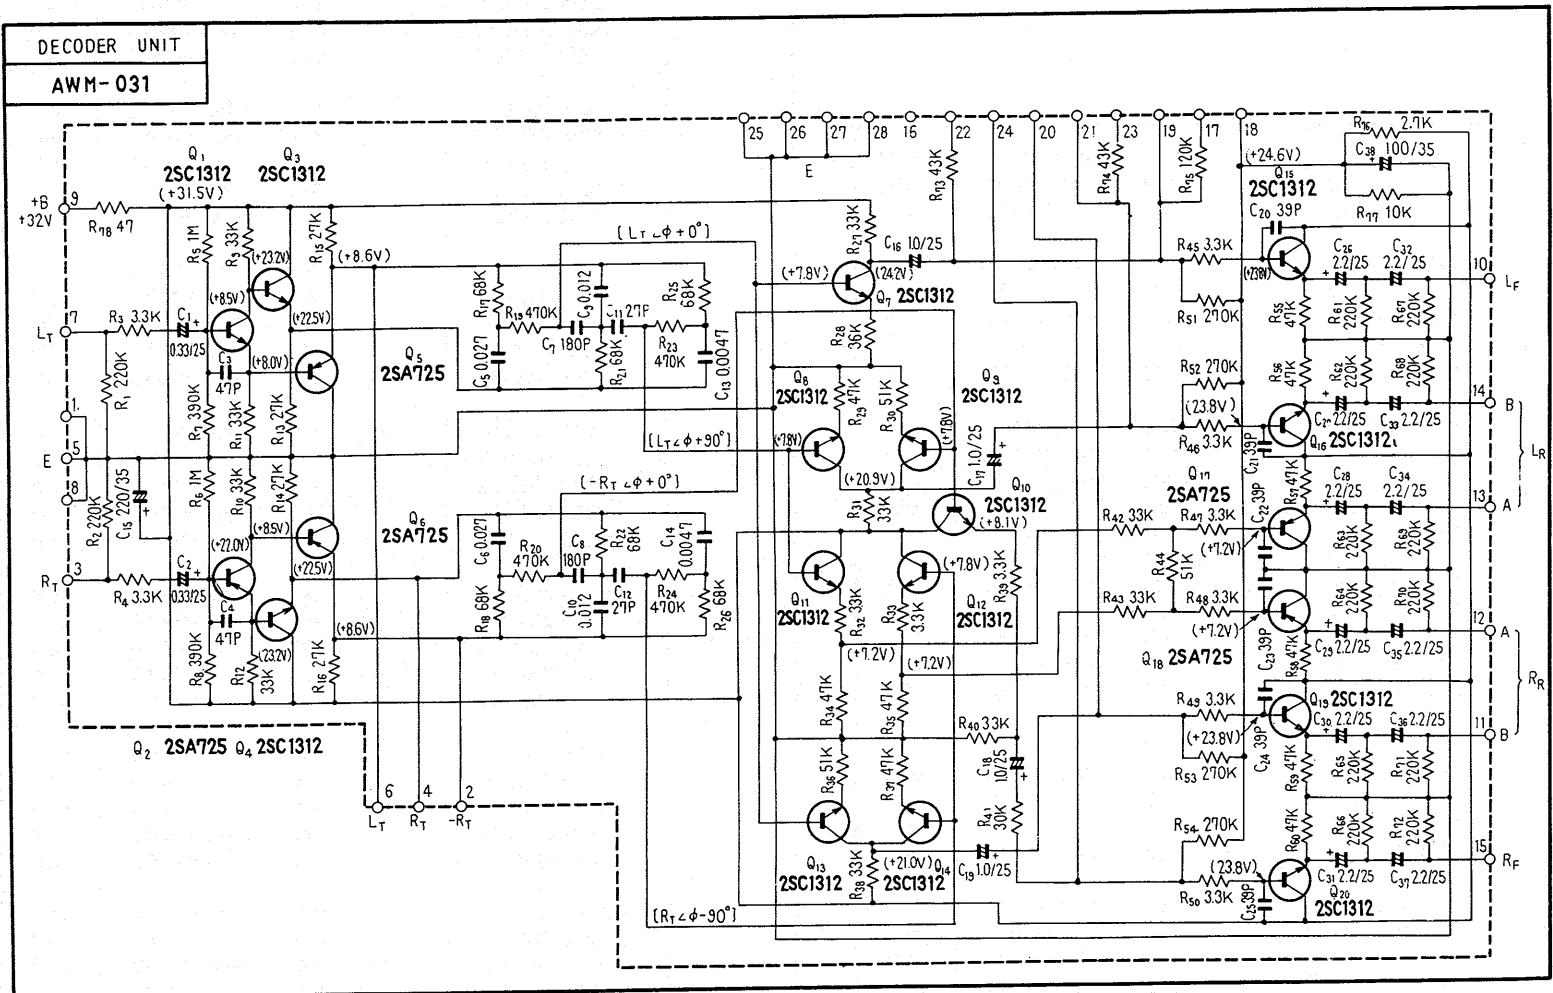 DECODER UNIT
AWM-031
25
26
27
28
16
22
24
20
21
23
19
17
18
E
+B
+32V
9
R78 47
Q1
2SC1312
(+31.5V)
Q3
2SC1312
R5 1M
R9 33K
R15 27K
(+8.6V)
(+23.2V)
(+8.5V)
(+22.5V)
(+8.0V)
7
LT
R3 3.3K
C1 +
0.33/25
C3
47P
R1 220K
R7 390K
R11 33K
R13 27K
Q5
2SA725
1
E
5
8
R2 220K
C15 220/35
+
R6 1M
R10 33K
R14 27K
(+8.5V)
(+22.0V)
(+22.5V)
3
RT
R4 3.3K
C2 +
0.33/25
C4
47P
(+8.6V)
(23.2V)
R8 390K
R12
33K
R16 27K
Q6
2SA725
Q2 2SA725 Q4 2SC1312
6
LT
4
RT
2
-RT
[LT∠Φ+0°]
R17 68K
R19 470K
C9 0.012
C11 27P
R25
68K
C5 0.027
C7 180P
R21 68K
R23
470K
C13 0.0047
[LT∠Φ+90°]
[-RT∠Φ+0°]
C6 0.027
R20
470K
C8
180P
R22
68K
C14
0.0047
R18 68K
C10
0.012
C12
27P
R24
470K
R26 68K
[RT∠Φ-90°]
R27 33K
C16 1.0/25
(+7.8V)
(24.2V)
Q7 2SC1312
R28
36K
Q8
2SC1312
R29 47K
R30 51K
Q9
2SC1312
(+7.8V)
(+7.8V)
(+20.9V)
C17 1.0/25
+
R31
33K
Q10
2SC1312
(+8.1V)
(+7.8V)
Q11
2SC1312
R32 33K
R33
3.3K
Q12
2SC1312
R39 3.3K
(+7.2V)
(+7.2V)
R34 47K
R35 47K
R40 33K
R36 51K
R37 47K
C18
1.0/25
+
R41
30K
Q13
2SC1312
R38 33K
(+21.0V)
Q14
2SC1312
C19 1.0/25
+
R73 43K
R74 43K
R75 120K
(+24.6V)
R76 2.7K
C38 100/35
+
R77 10K
Q15
2SC1312
C20 39P
R45 3.3K
(+23.8V)
R51
270K
R55
47K
C26
2.2/25
+
C32
2.2/25
R61
220K
R67
220K
10
LF
R52 270K
(23.8V)
R46
3.3K
R56
47K
R62
220K
R68
220K
14
B
C21 39P
Q16 2SC1312
+
2.2/25
C33 2.2/25
LR
Q17
2SA725
C22 39P
R57 47K
C28
2.2/25
+
C34
2.2/25
13
A
R42 33K
R47 3.3K
(+7.2V)
R63
220K
R69
220K
R44
51K
R43 33K
R48 3.3K
(+7.2V)
R64
220K
R70
220K
12
A
Q18 2SA725
C23 39P
R58 47K
+
C29 2.2/25
C35 2.2/25
RR
R49 3.3K
(+23.8V)
C24 39P
Q19
2SC1312
C30 2.2/25
+
C36 2.2/25
11
B
R53 270K
R59 47K
R65
220K
R71
220K
R54 270K
R60 47K
R66
220K
R72
220K
15
RF
(23.8V)
R50 3.3K
C25 39P
+
C31 2.2/25
C37 2.2/25
Q20
2SC1312